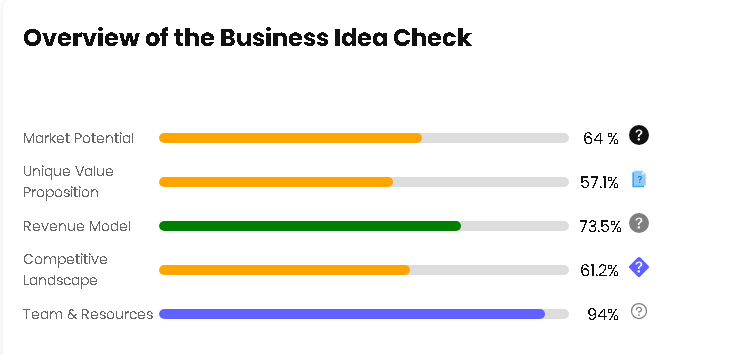 Overview of the Business Idea Check
Market Potential 64 % ?
Unique Value
Proposition 57.1% ?
Revenue Model 73.5% ?
Competitive
Landscape 61.2% ?
Team & Resources 94% ?